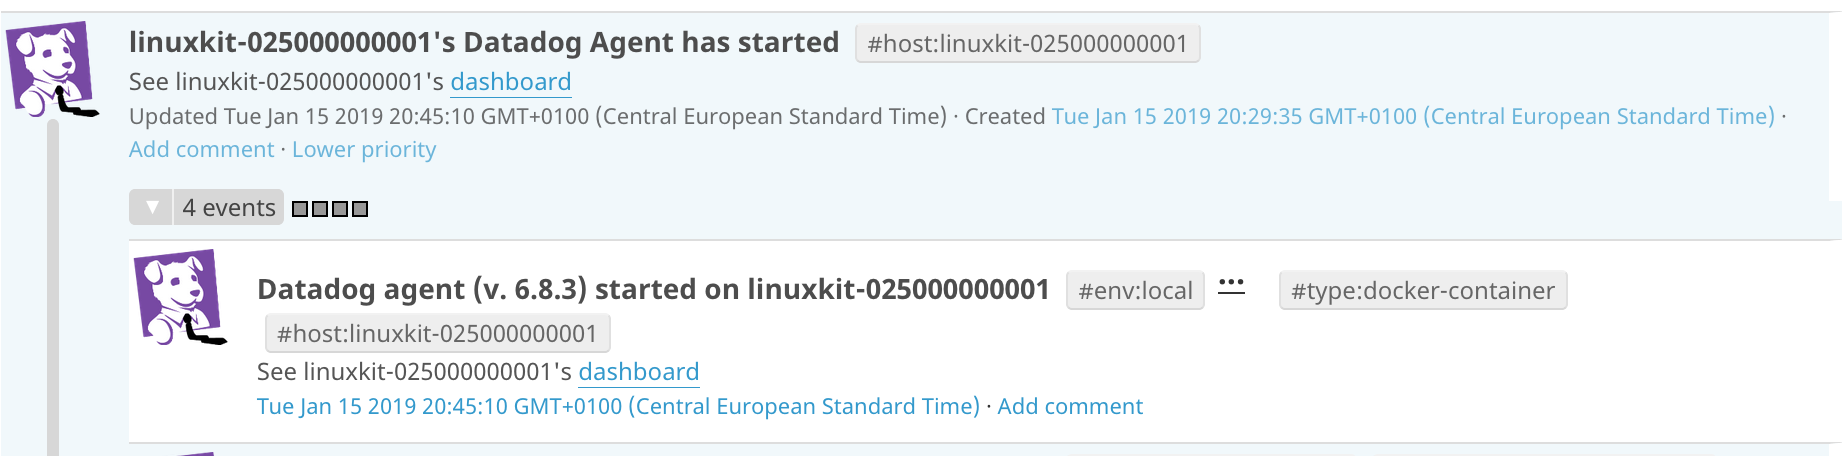 linuxkit-025000000001's Datadog Agent has started #host:linuxkit-025000000001
See linuxkit-025000000001's dashboard
Updated Tue Jan 15 2019 20:45:10 GMT+0100 (Central European Standard Time) · Created Tue Jan 15 2019 20:29:35 GMT+0100 (Central European Standard Time) ·
Add comment · Lower priority
▼ 4 events
Datadog agent (v. 6.8.3) started on linuxkit-025000000001 #env:local ... #type:docker-container
#host:linuxkit-025000000001
See linuxkit-025000000001's dashboard
Tue Jan 15 2019 20:45:10 GMT+0100 (Central European Standard Time) · Add comment